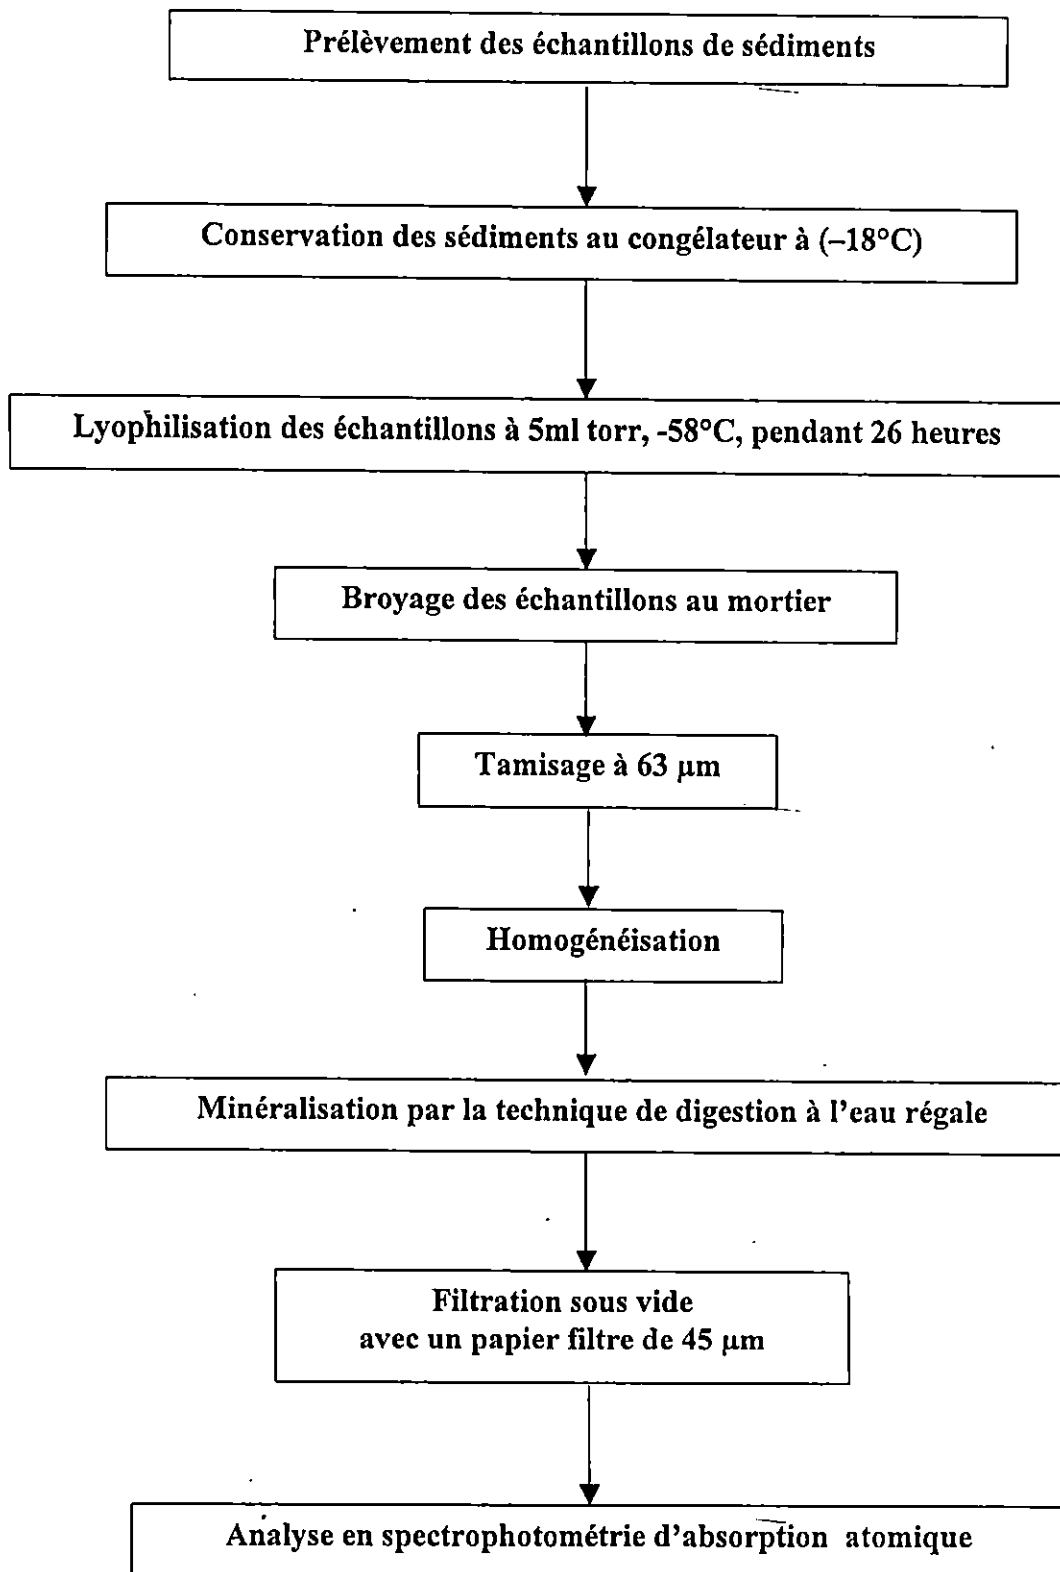 Prélèvement des échantillons de sédiments
Conservation des sédiments au congélateur à (–18°C)
Lyophilisation des échantillons à 5ml torr, -58°C, pendant 26 heures
Broyage des échantillons au mortier
Tamisage à 63 µm
Homogénéisation
Minéralisation par la technique de digestion à l'eau régale
Filtration sous vide
avec un papier filtre de 45 µm
Analyse en spectrophotométrie d'absorption atomique